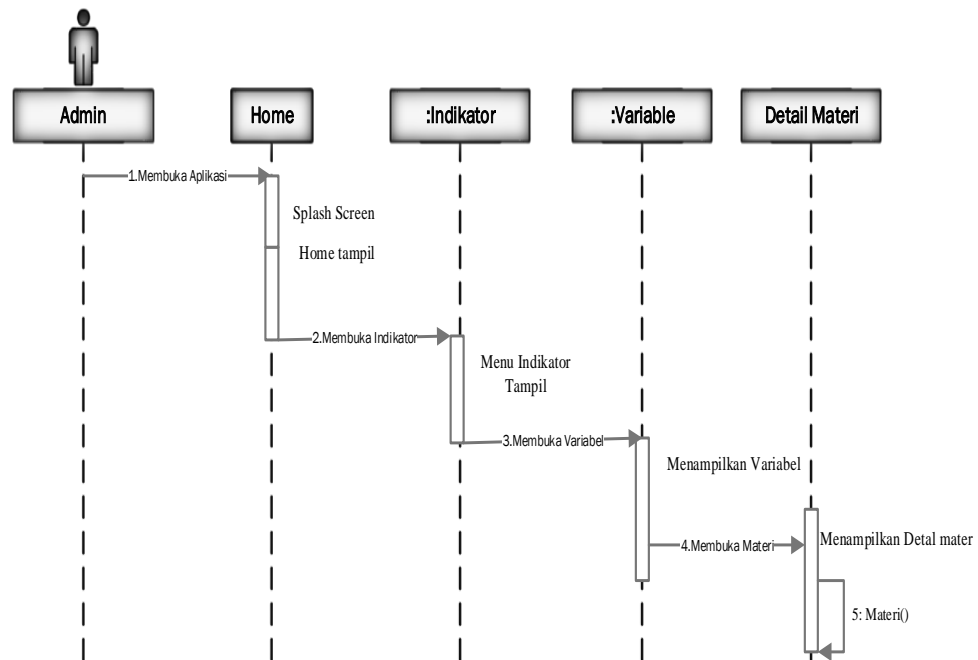 Admin
Home
:Indikator
:Variable
Detail Materi
1.Membuka Aplikasi
Splash Screen
Home tampil
2.Membuka Indikator
Menu Indikator
Tampil
3.Membuka Variabel
Menampilkan Variabel
4.Membuka Materi
Menampilkan Detal mater
5: Materi()